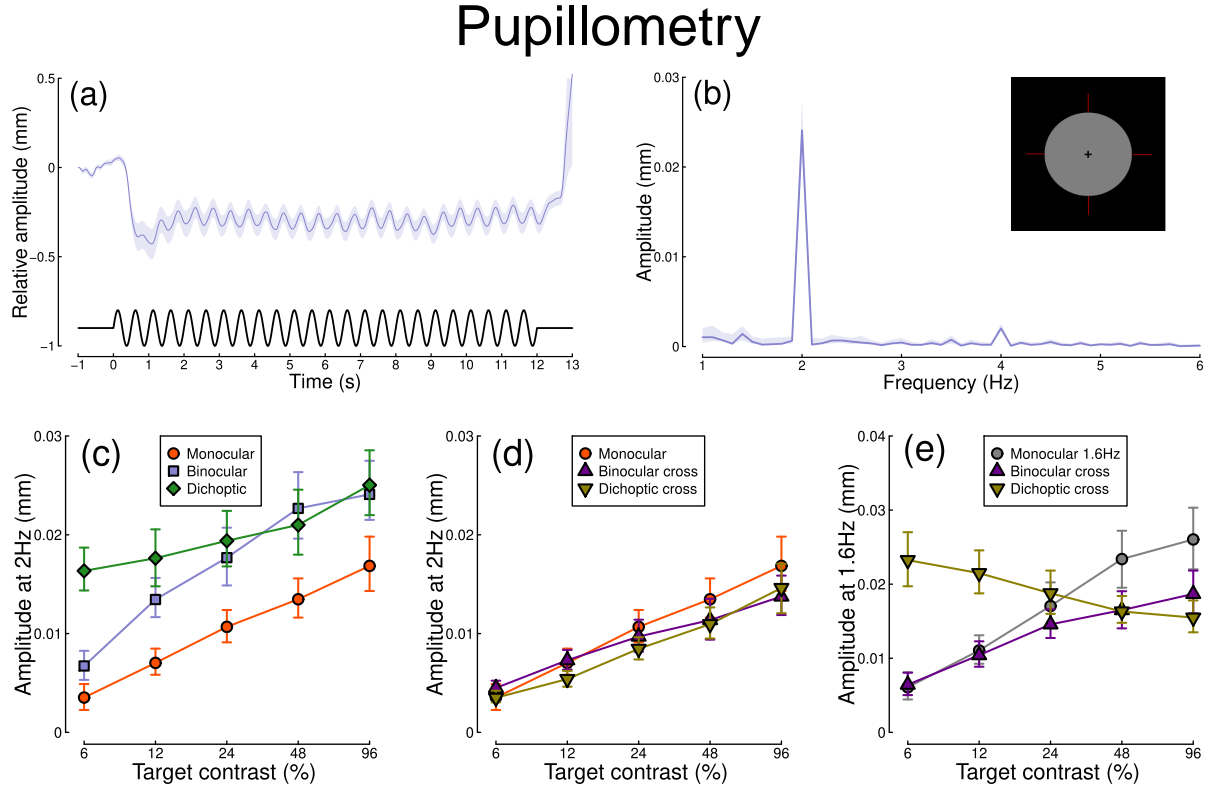 Pupillometry
(a)
Relative amplitude (mm)
0.5
0
−0.5
−1
−1 0 1 2 3 4 5 6 7 8 9 10 11 12 13
Time (s)
(b)
Amplitude (mm)
0.03
0.02
0.01
0
1 2 3 4 5 6
Frequency (Hz)
(c)
Monocular
Binocular
Dichoptic
Amplitude at 2Hz (mm)
0.03
0.02
0.01
0
6 12 24 48 96
Target contrast (%)
(d)
Monocular
Binocular cross
Dichoptic cross
Amplitude at 2Hz (mm)
0.03
0.02
0.01
0
6 12 24 48 96
Target contrast (%)
(e)
Monocular 1.6Hz
Binocular cross
Dichoptic cross
Amplitude at 1.6Hz (mm)
0.04
0.03
0.02
0.01
0
6 12 24 48 96
Target contrast (%)